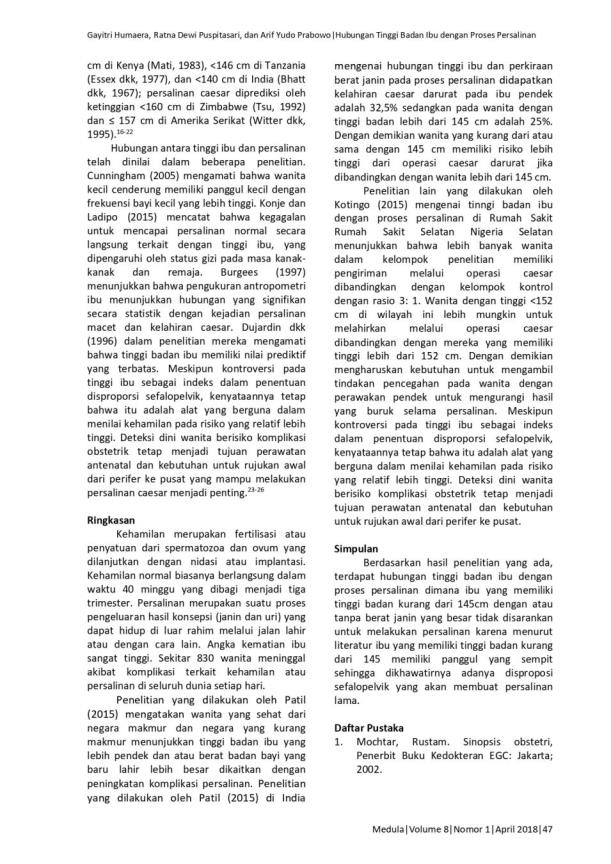 Gayitri Humaera, Ratna Dewi Puspitasari, dan Arif Yudo Prabowo|Hubungan Tinggi Badan Ibu dengan Proses Persalinan
cm di Kenya (Mati, 1983), <146 cm di Tanzania
(Essex dkk, 1977), dan <140 cm di India (Bhatt
dkk, 1967); persalinan caesar diprediksi oleh
ketinggian <160 cm di Zimbabwe (Tsu, 1992)
dan ≤ 157 cm di Amerika Serikat (Witter dkk,
1995).16-22
Hubungan antara tinggi ibu dan persalinan
telah dinilai dalam beberapa penelitian.
Cunningham (2005) mengamati bahwa wanita
kecil cenderung memiliki panggul kecil dengan
frekuensi bayi kecil yang lebih tinggi. Konje dan
Ladipo (2015) mencatat bahwa kegagalan
untuk mencapai persalinan normal secara
langsung terkait dengan tinggi ibu, yang
dipengaruhi oleh status gizi pada masa kanak-
kanak dan remaja. Burgees (1997)
menunjukkan bahwa pengukuran antropometri
ibu menunjukkan hubungan yang signifikan
secara statistik dengan kejadian persalinan
macet dan kelahiran caesar. Dujardin dkk
(1996) dalam penelitian mereka mengamati
bahwa tinggi badan ibu memiliki nilai prediktif
yang terbatas. Meskipun kontroversi pada
tinggi ibu sebagai indeks dalam penentuan
disproporsi sefalopelvik, kenyataannya tetap
bahwa itu adalah alat yang berguna dalam
menilai kehamilan pada risiko yang relatif lebih
tinggi. Deteksi dini wanita berisiko komplikasi
obstetrik tetap menjadi tujuan perawatan
antenatal dan kebutuhan untuk rujukan awal
dari perifer ke pusat yang mampu melakukan
persalinan caesar menjadi penting.23-26
Ringkasan
Kehamilan merupakan fertilisasi atau
penyatuan dari spermatozoa dan ovum yang
dilanjutkan dengan nidasi atau implantasi.
Kehamilan normal biasanya berlangsung dalam
waktu 40 minggu yang dibagi menjadi tiga
trimester. Persalinan merupakan suatu proses
pengeluaran hasil konsepsi (janin dan uri) yang
dapat hidup di luar rahim melalui jalan lahir
atau dengan cara lain. Angka kematian ibu
sangat tinggi. Sekitar 830 wanita meninggal
akibat komplikasi terkait kehamilan atau
persalinan di seluruh dunia setiap hari.
Penelitian yang dilakukan oleh Patil
(2015) mengatakan wanita yang sehat dari
negara makmur dan negara yang kurang
makmur menunjukkan tinggi badan ibu yang
lebih pendek dan atau berat badan bayi yang
baru lahir lebih besar dikaitkan dengan
peningkatan komplikasi persalinan. Penelitian
yang dilakukan oleh Patil (2015) di India
mengenai hubungan tinggi ibu dan perkiraan
berat janin pada proses persalinan didapatkan
kelahiran caesar darurat pada ibu pendek
adalah 32,5% sedangkan pada wanita dengan
tinggi badan lebih dari 145 cm adalah 25%.
Dengan demikian wanita yang kurang dari atau
sama dengan 145 cm memiliki risiko lebih
tinggi dari operasi caesar darurat jika
dibandingkan dengan wanita lebih dari 145 cm.
Penelitian lain yang dilakukan oleh
Kotingo (2015) mengenai tinngi badan ibu
dengan proses persalinan di Rumah Sakit
Rumah Sakit Selatan Nigeria Selatan
menunjukkan bahwa lebih banyak wanita
dalam kelompok penelitian memiliki
pengiriman melalui operasi caesar
dibandingkan dengan kelompok kontrol
dengan rasio 3: 1. Wanita dengan tinggi <152
cm di wilayah ini lebih mungkin untuk
melahirkan melalui operasi caesar
dibandingkan dengan mereka yang memiliki
tinggi lebih dari 152 cm. Dengan demikian
mengharuskan kebutuhan untuk mengambil
tindakan pencegahan pada wanita dengan
perawakan pendek untuk mengurangi hasil
yang buruk selama persalinan. Meskipun
kontroversi pada tinggi ibu sebagai indeks
dalam penentuan disproporsi sefalopelvik,
kenyataannya tetap bahwa itu adalah alat yang
berguna dalam menilai kehamilan pada risiko
yang relatif lebih tinggi. Deteksi dini wanita
berisiko komplikasi obstetrik tetap menjadi
tujuan perawatan antenatal dan kebutuhan
untuk rujukan awal dari perifer ke pusat.
Simpulan
Berdasarkan hasil penelitian yang ada,
terdapat hubungan tinggi badan ibu dengan
proses persalinan dimana ibu yang memiliki
tinggi badan kurang dari 145cm dengan atau
tanpa berat janin yang besar tidak disarankan
untuk melakukan persalinan karena menurut
literatur ibu yang memiliki tinggi badan kurang
dari 145 memiliki panggul yang sempit
sehingga dikhawatirnya adanya disproposi
sefalopelvik yang akan membuat persalinan
lama.
Daftar Pustaka
1. Mochtar, Rustam. Sinopsis obstetri,
Penerbit Buku Kedokteran EGC: Jakarta;
2002.
Medula|Volume 8|Nomor 1|April 2018|47